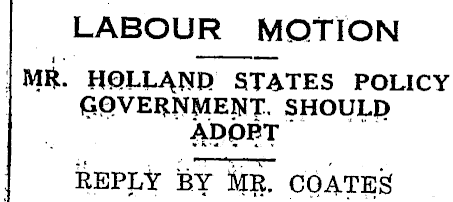 LABOUR MOTION
MR. HOLLAND STATES POLICY
GOVERNMENT SHOULD
ADOPT
REPLY BY MR. COATES